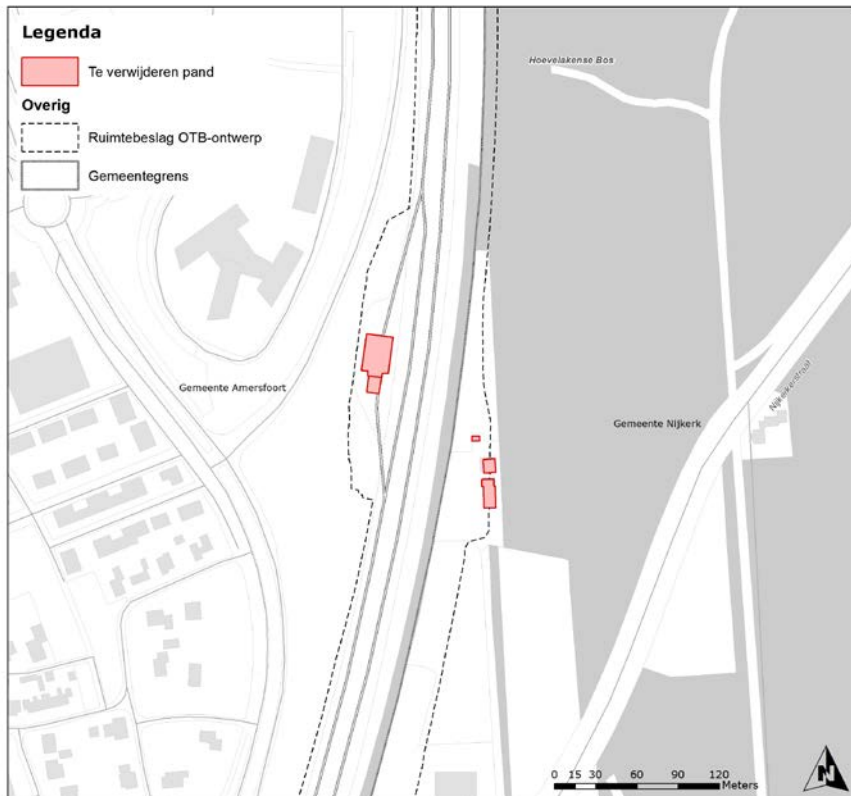 Legenda
Te verwijderen pand
Overig
Ruimtebeslag OTB-ontwerp
Gemeentegrens
Hoevelakense Bos
Gemeente Amersfoort
Nijkerkerstraat
Gemeente Nijkerk
0 15 30 60 90 120
Meters
N